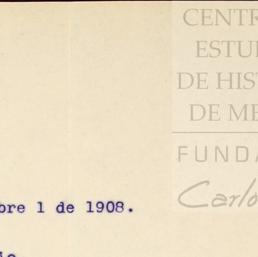 CENTR
ESTU
DE HIST
DE ME
FUNDA
Carlo
bre 1 de 1908.